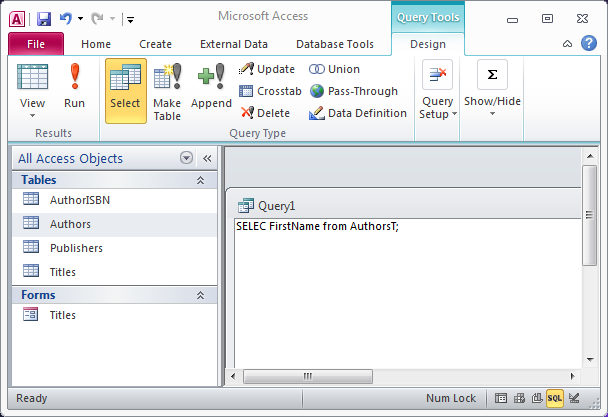 Microsoft Access
Query Tools
File Home Create External Data Database Tools Design
View
Run
Select
Make Table
Append
Update
Crosstab
Delete
Union
Pass-Through
Data Definition
Query Setup
Σ
Show/Hide
Results
Query Type
All Access Objects
Tables
AuthorISBN
Authors
Publishers
Titles
Forms
Titles
Query1
SELEC FirstName from AuthorsT;
Ready
Num Lock
SQL